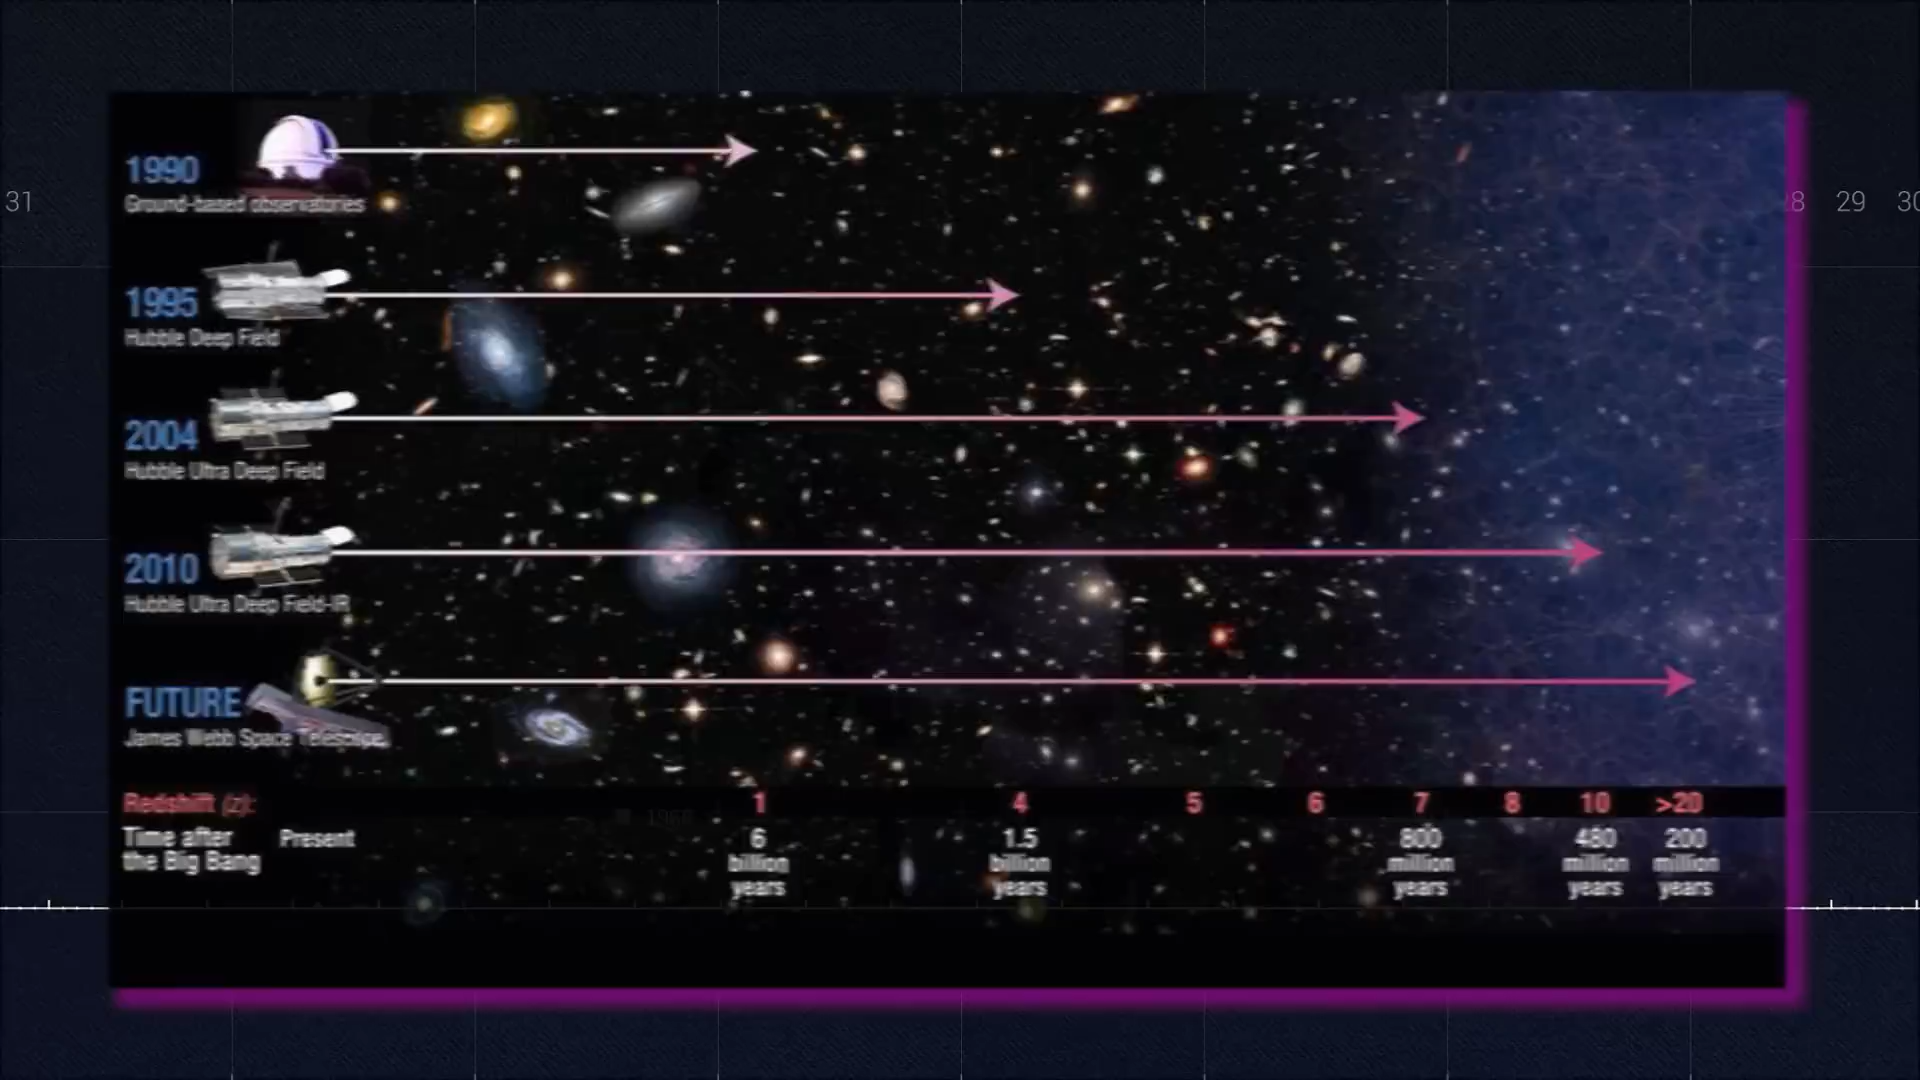 1990
Ground-based observatories
31
28 29 30
1995
Hubble Deep Field
2004
Hubble Ultra Deep Field
2010
Hubble Ultra Deep Field-IR
FUTURE
James Webb Space Telescope
Redshift (z): 1 4 5 6 7 8 10 >20
Time after the Big Bang
Present
6 billion years
1.5 billion years
800 million years
480 million years
200 million years